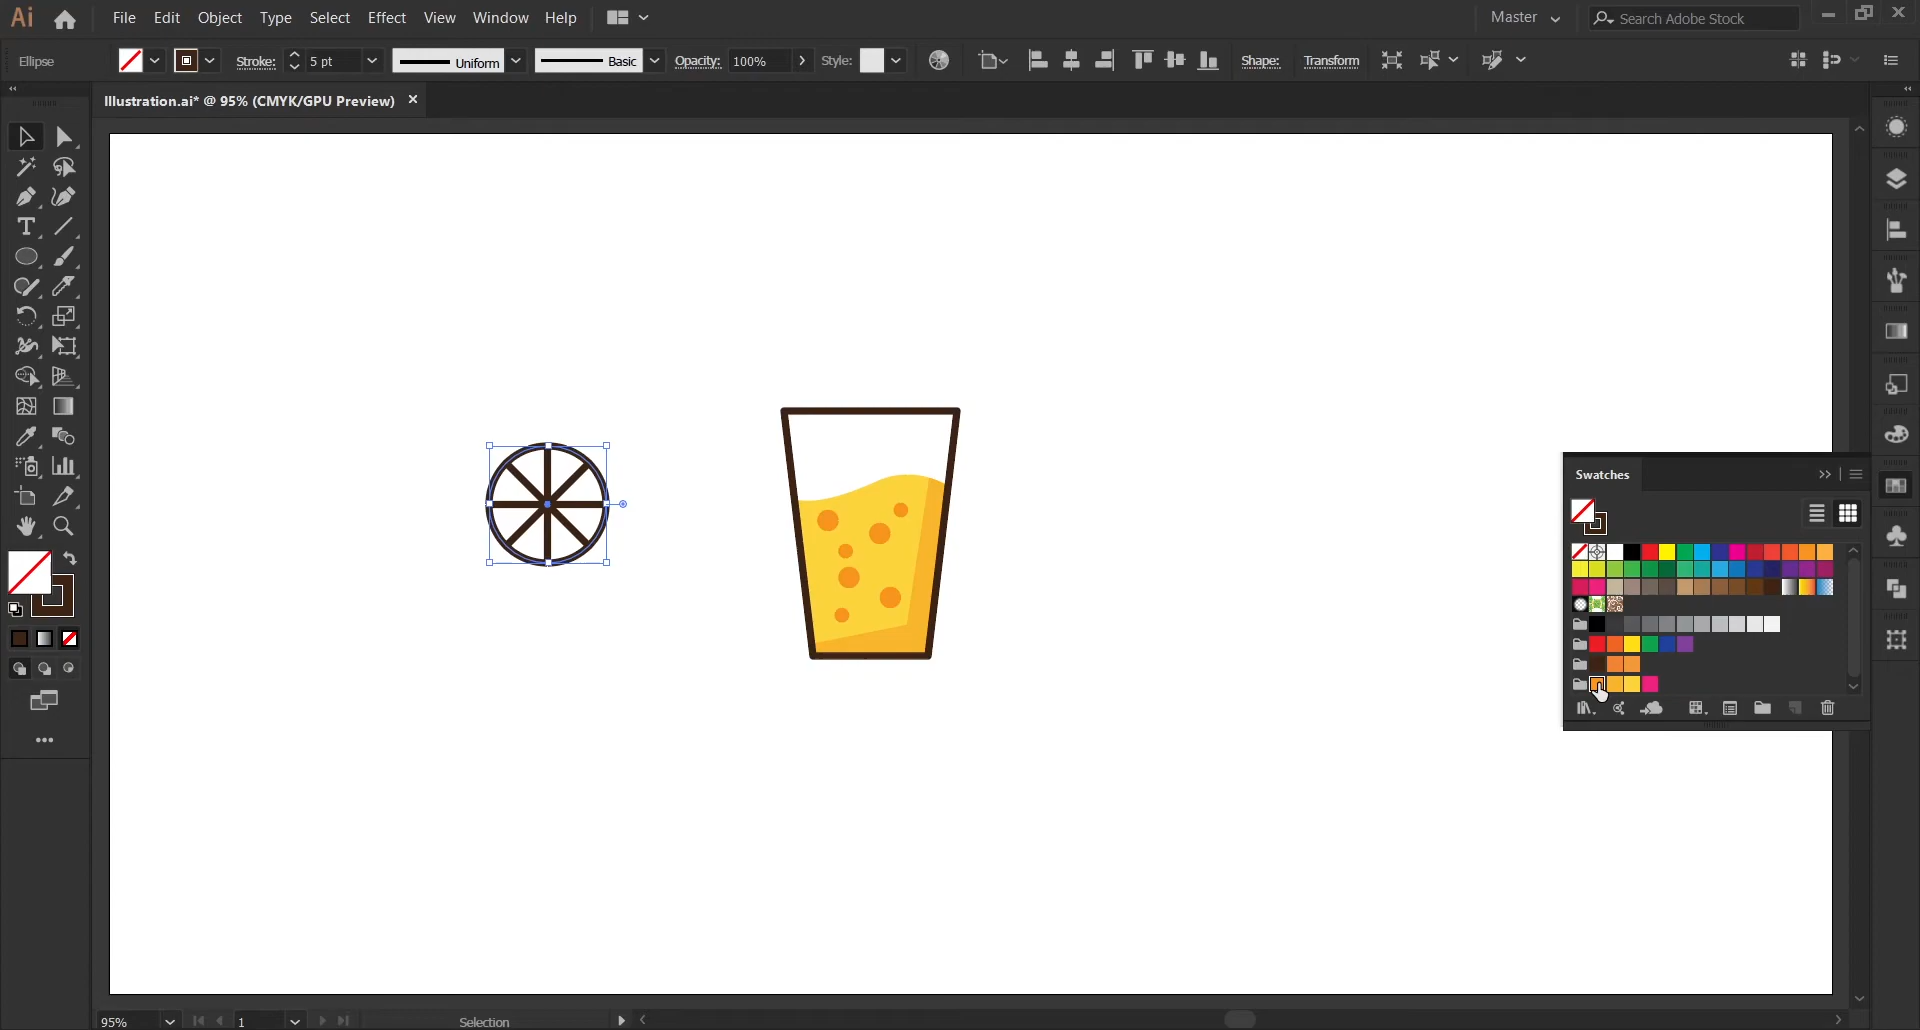 Ai File Edit Object Type Select Effect View Window Help Master Search Adobe Stock
Ellipse Stroke: 5 pt Uniform Basic Opacity: 100% Style: Shape: Transform
Illustration.ai* @ 95% (CMYK/GPU Preview)
Swatches
95% 1 Selection